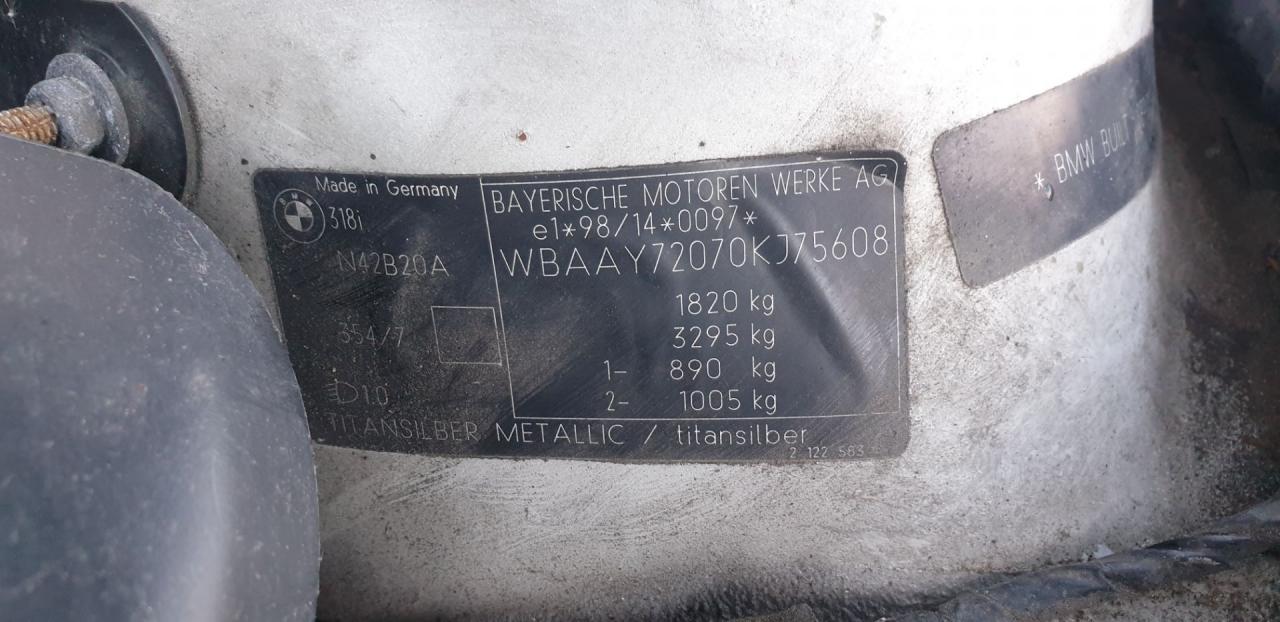 Made in Germany
318i
N42B20A
354/7
D10
BAYERISCHE MOTOREN WERKE AG
e1*98/14*0097*
WBAAY72070KJ75608
1820 kg
3295 kg
1- 890 kg
2- 1005 kg
TITANSILBER METALLIC / titansilber
2 122 583
* BMW BUILT